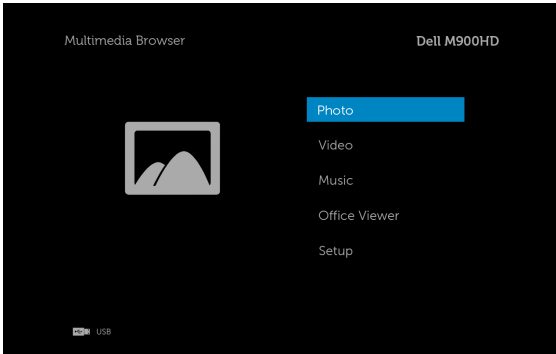 Multimedia Browser
Dell M900HD
Photo
Video
Music
Office Viewer
Setup
USB